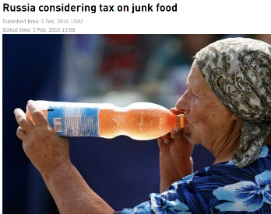 Russia considering tax on junk food
Published time: 5 Feb, 2016 13:02
Edited time: 5 Feb, 2016 13:08